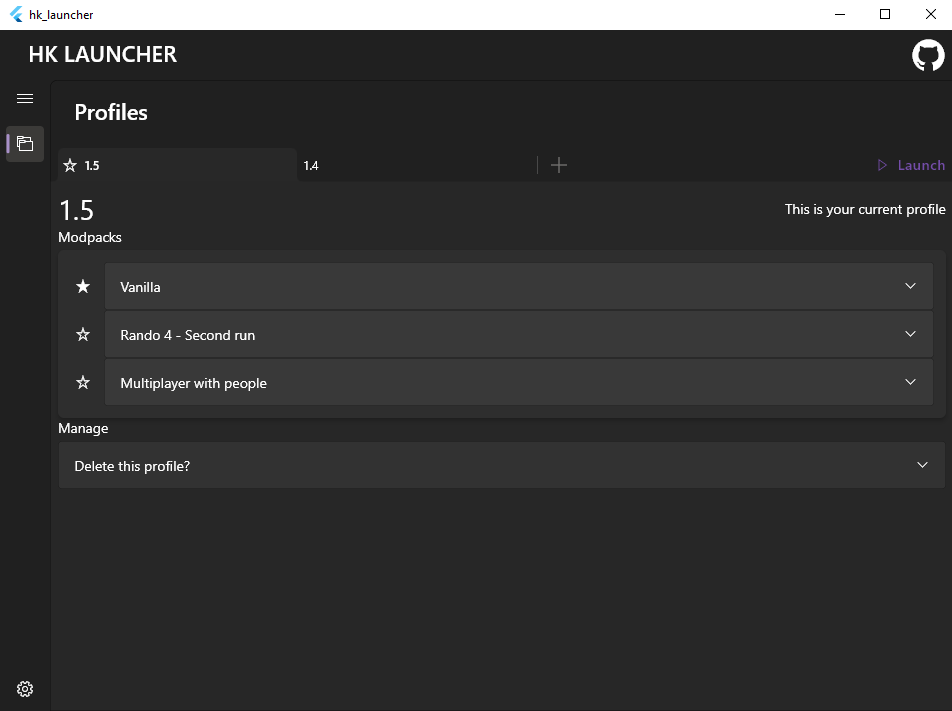 hk_launcher
HK LAUNCHER
Profiles
1.5
1.4
Launch
1.5
This is your current profile
Modpacks
Vanilla
Rando 4 - Second run
Multiplayer with people
Manage
Delete this profile?